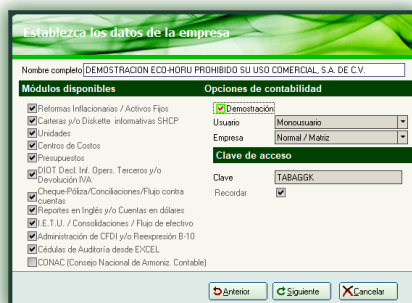 Establezca los datos de la empresa
Nombre completo DEMOSTRACION ECO-HORU PROHIBIDO SU USO COMERCIAL, S.A. DE C.V.
Módulos disponibles
Reformas Inflacionarias / Activos Fijos
Carteras y/o Diskette informativas SHCP
Unidades
Centros de Costos
Presupuestos
DIOT Decl. Inf. Opers. Terceros y/o
Devolución IVA
Cheque-Póliza/Conciliaciones/Flujo contra
cuentas
Reportes en Inglés y/o Cuentas en dólares
I.E.T.U. / Consolidaciones / Flujo de efectivo
Administración de CFDI y/o Reexpresión B-10
Cédulas de Auditoría desde EXCEL
CONAC (Consejo Nacional de Armoniz. Contable)
Opciones de contabilidad
Demostración
Usuario Monousuario
Empresa Normal / Matriz
Clave de acceso
Clave TABAGGK
Recordar
Anterior Siguiente Cancelar